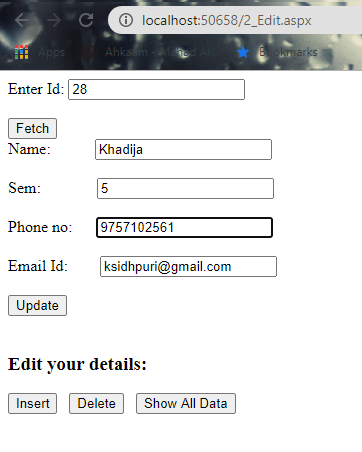 localhost:50658/2_Edit.aspx
Apps Bookmarks
Enter Id: 28
Fetch
Name: Khadija
Sem: 5
Phone no: 9757102561
Email Id: ksidhpuri@gmail.com
Update
Edit your details:
Insert Delete Show All Data